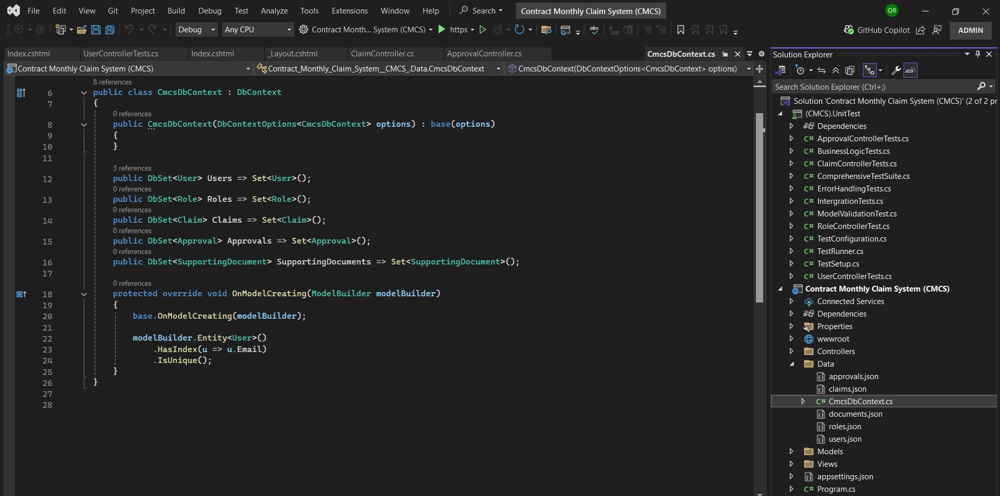 File Edit View Git Project Build Debug Test Analyze Tools Extensions Window Help Search Contract Monthly Claim System (CMCS) OR
Debug Any CPU Contract Month... System (CMCS) https abc GitHub Copilot ADMIN
Index.cshtml UserControllerTests.cs Index.cshtml _Layout.cshtml ClaimController.cs ApprovalController.cs CmcsDbContext.cs
Contract Monthly Claim System (CMCS) Contract_Monthly_Claim_System__CMCS_.Data.CmcsDbContext CmcsDbContext(DbContextOptions<CmcsDbContext> options)
8 references
6 public class CmcsDbContext : DbContext
7 {
0 references
8 public CmcsDbContext(DbContextOptions<CmcsDbContext> options) : base(options)
9 {
10 }
11
3 references
12 public DbSet<User> Users => Set<User>();
0 references
13 public DbSet<Role> Roles => Set<Role>();
0 references
14 public DbSet<Claim> Claims => Set<Claim>();
0 references
15 public DbSet<Approval> Approvals => Set<Approval>();
0 references
16 public DbSet<SupportingDocument> SupportingDocuments => Set<SupportingDocument>();
17
0 references
18 protected override void OnModelCreating(ModelBuilder modelBuilder)
19 {
20 base.OnModelCreating(modelBuilder);
21
22 modelBuilder.Entity<User>()
23 .HasIndex(u => u.Email)
24 .IsUnique();
25 }
26 }
27
28
Solution Explorer
Search Solution Explorer (Ctrl+;)
Solution 'Contract Monthly Claim System (CMCS)' (2 of 2 pr
(CMCS).UnitTest
Dependencies
C# ApprovalControllerTests.cs
C# BusinessLogicTests.cs
C# ClaimControllerTests.cs
C# ComprehensiveTestSuite.cs
C# ErrorHandlingTests.cs
C# IntergrationTests.cs
C# ModelValidationTest.cs
C# RoleControllerTest.cs
C# TestConfiguration.cs
C# TestRunner.cs
C# TestSetup.cs
C# UserControllerTests.cs
Contract Monthly Claim System (CMCS)
Connected Services
Dependencies
Properties
wwwroot
Controllers
Data
approvals.json
claims.json
C# CmcsDbContext.cs
documents.json
roles.json
users.json
Models
Views
appsettings.json
C# Program.cs